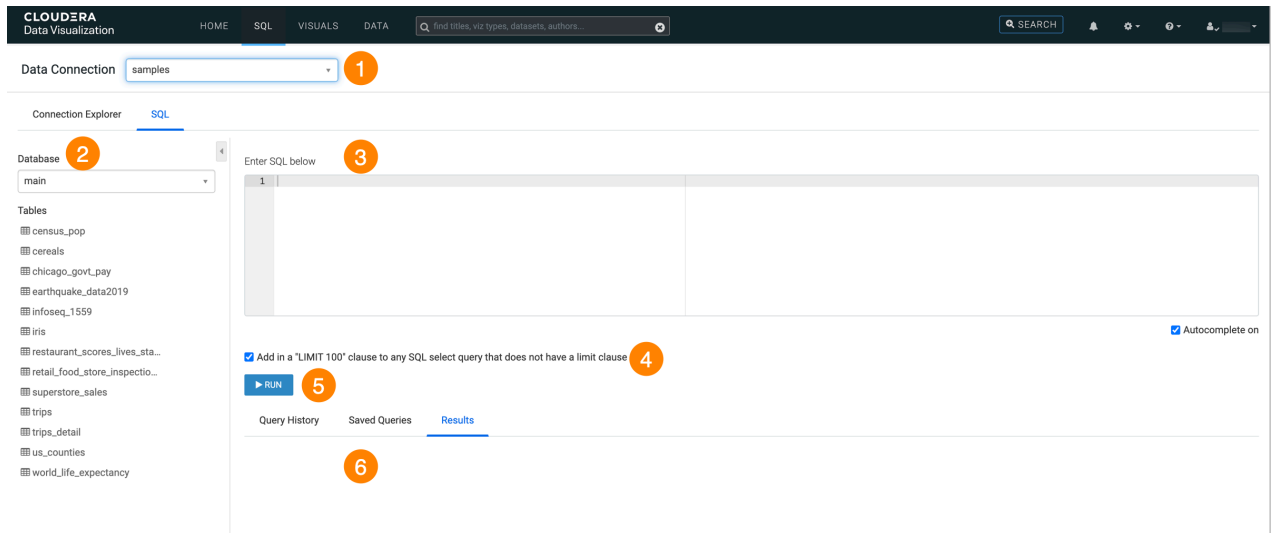 CLOUDERA
Data Visualization
HOME SQL VISUALS DATA find titles, viz types, datasets, authors... SEARCH
Data Connection samples 1
Connection Explorer SQL
Database 2
main
Tables
census_pop
cereals
chicago_govt_pay
earthquake_data2019
infoseq_1559
iris
restaurant_scores_lives_sta...
retail_food_store_inspectio...
superstore_sales
trips
trips_detail
us_counties
world_life_expectancy
Enter SQL below 3
1
Autocomplete on
Add in a "LIMIT 100" clause to any SQL select query that does not have a limit clause 4
RUN 5
Query History Saved Queries Results
6